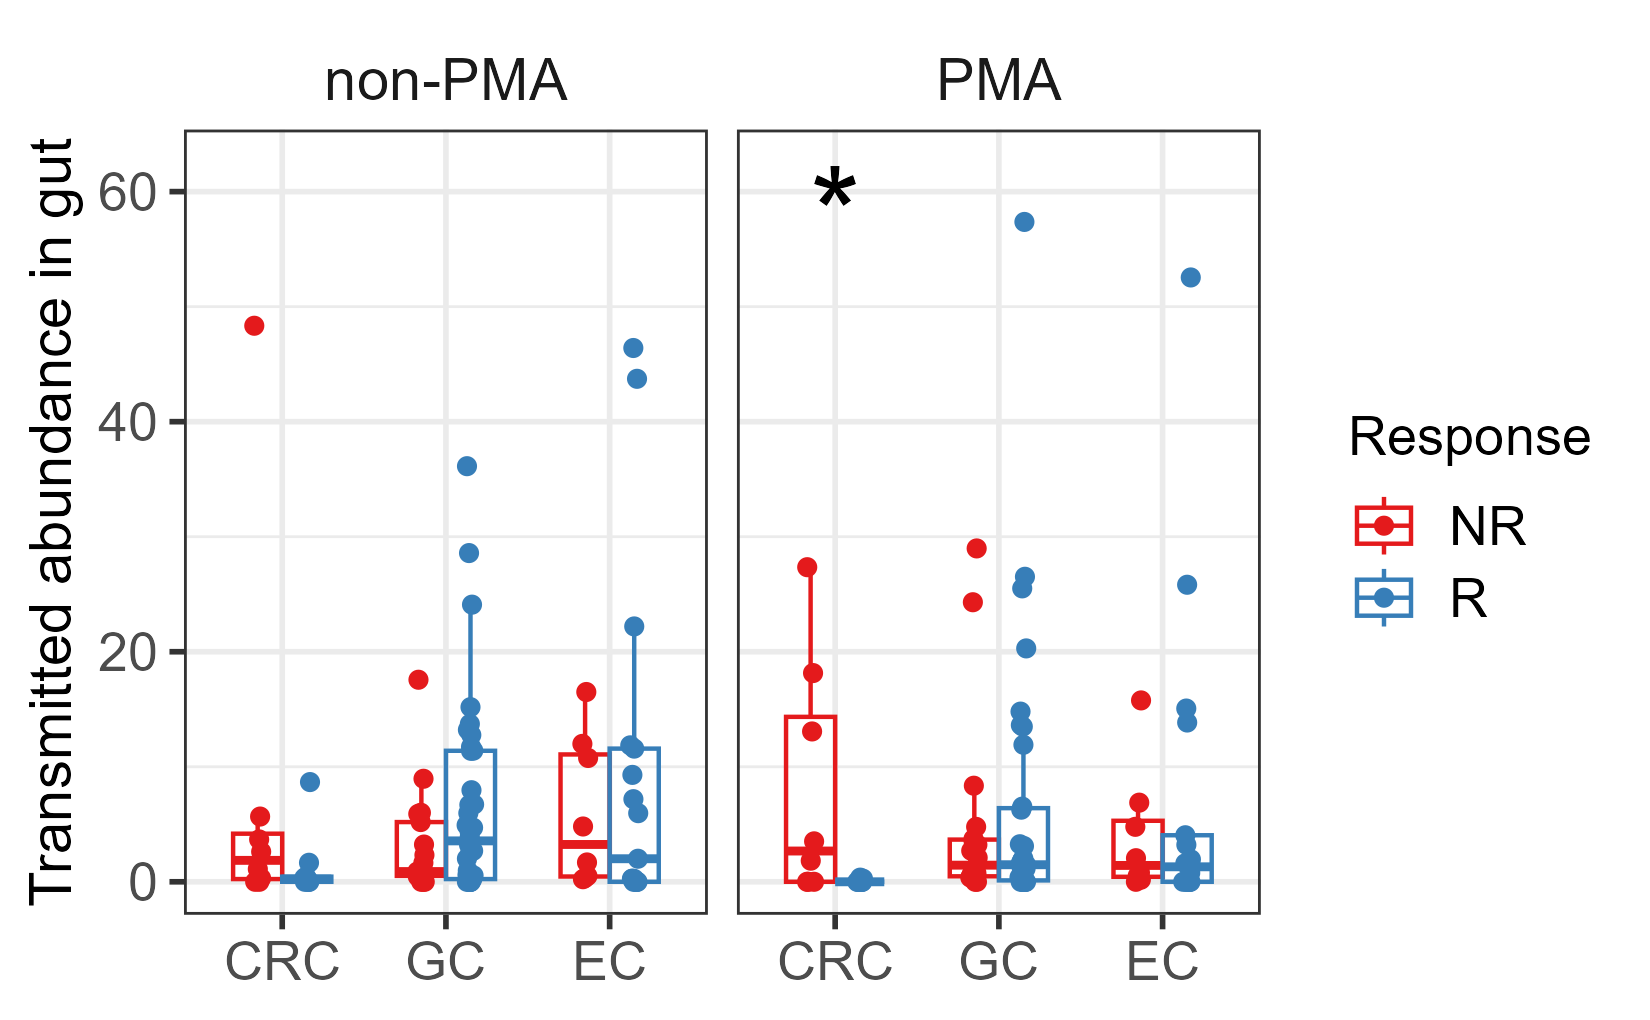 non-PMA
PMA
Transmitted abundance in gut
60
40
20
0
*
CRC
GC
EC
CRC
GC
EC
Response
NR
R